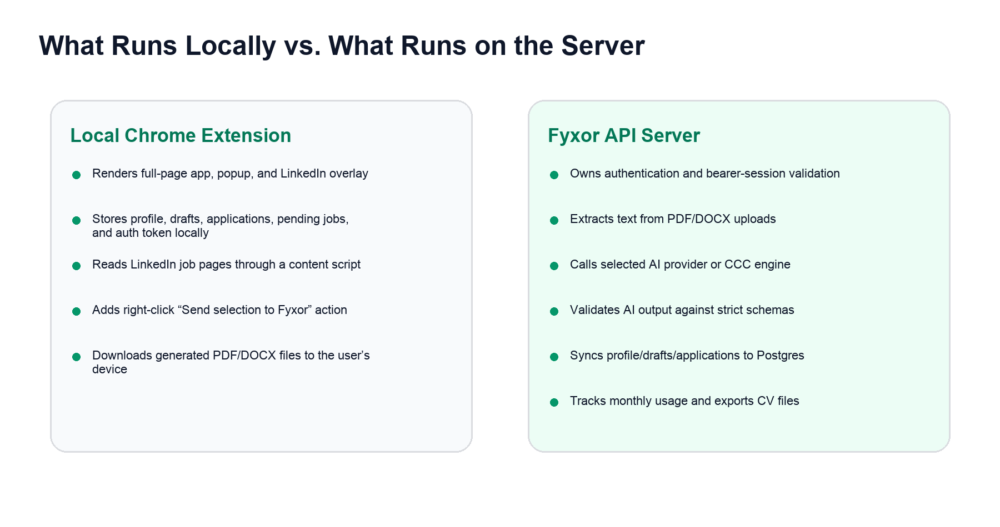 What Runs Locally vs. What Runs on the Server
Local Chrome Extension
Renders full-page app, popup, and LinkedIn overlay
Stores profile, drafts, applications, pending jobs,
and auth token locally
Reads LinkedIn job pages through a content script
Adds right-click “Send selection to Fyxor” action
Downloads generated PDF/DOCX files to the user’s
device
Fyxor API Server
Owns authentication and bearer-session validation
Extracts text from PDF/DOCX uploads
Calls selected AI provider or CCC engine
Validates AI output against strict schemas
Syncs profile/drafts/applications to Postgres
Tracks monthly usage and exports CV files